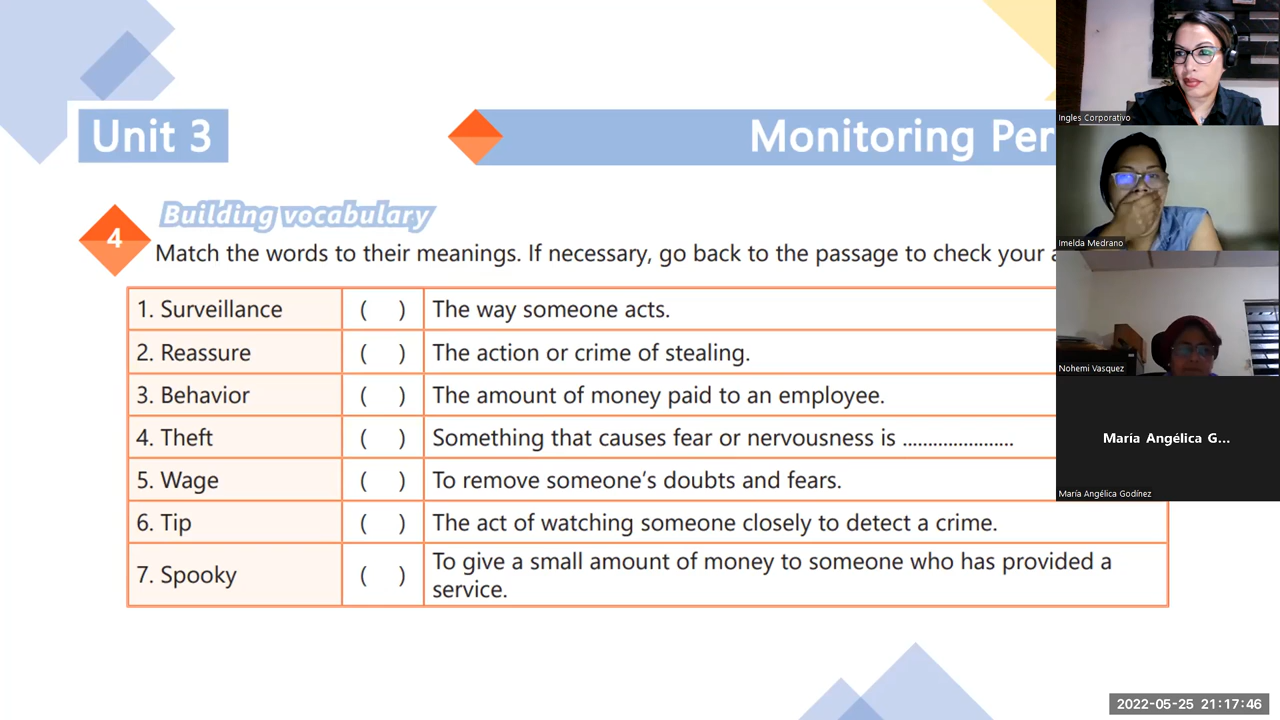 Unit 3
Monitoring Per
4
Building vocabulary
Match the words to their meanings. If necessary, go back to the passage to check your a
1. Surveillance ( ) The way someone acts.
2. Reassure ( ) The action or crime of stealing.
3. Behavior ( ) The amount of money paid to an employee.
4. Theft ( ) Something that causes fear or nervousness is ......................
5. Wage ( ) To remove someone's doubts and fears.
6. Tip ( ) The act of watching someone closely to detect a crime.
7. Spooky ( ) To give a small amount of money to someone who has provided a
service.
Ingles Corporativo
Imelda Medrano
Nohemi Vasquez
María Angélica G...
María Angélica Godínez
2022-05-25 21:17:46